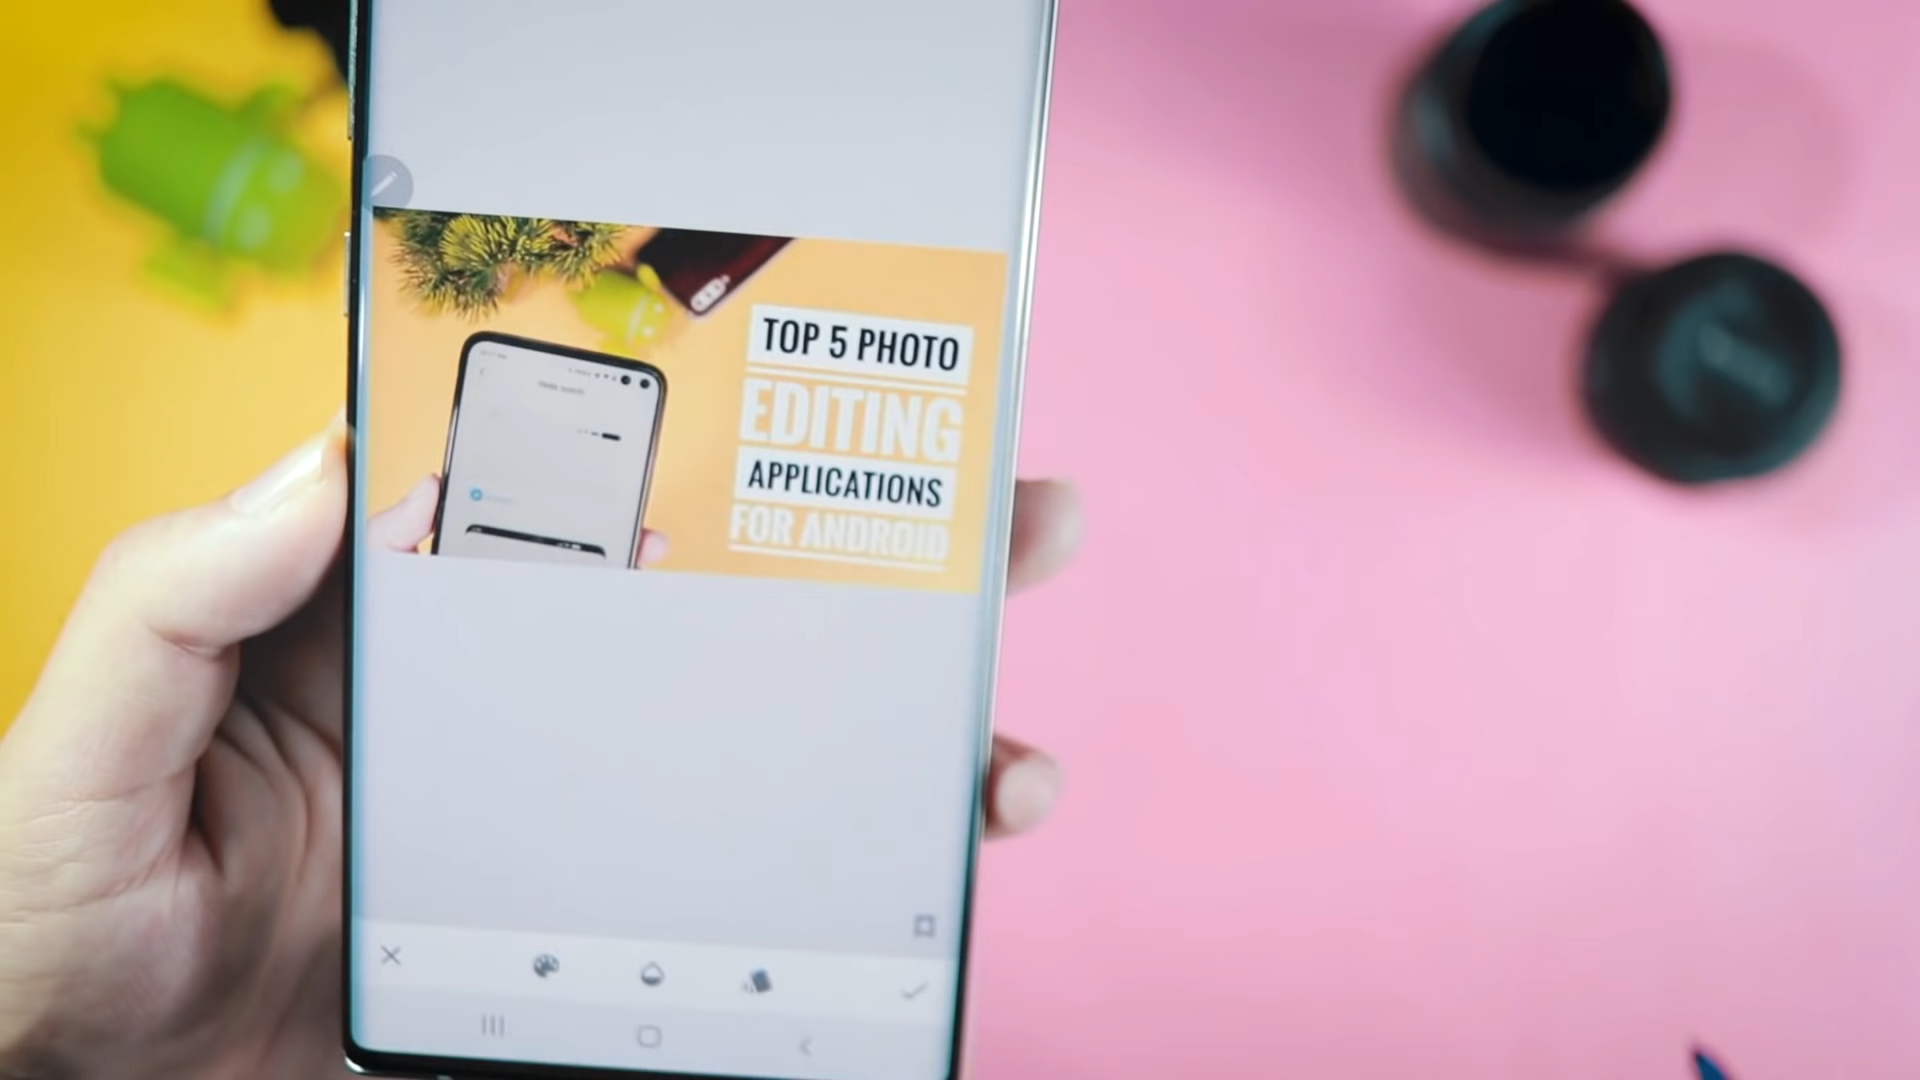 TOP 5 PHOTO
EDITING
APPLICATIONS
FOR ANDROID